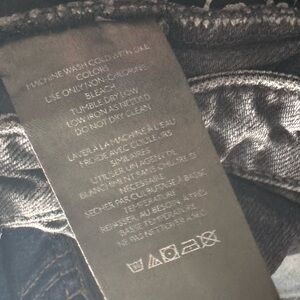 MACHINE WASH COLD WITH LIKE
COLORS
USE ONLY NON-CHLORINE
BLEACH
TUMBLE DRY LOW
LOW IRON AS NEEDED
DO NOT DRY CLEAN
LAVER À LA MACHINE À L'EAU
FROIDE AVEC COULEURS
SIMILAIRES
UTILISER UN AGENT DE
BLANCHIMENT SANS CHLORE SI
NÉCESSAIRE
SÉCHER PAR CULBUTAGE À BASSE
TEMPÉRATURE
REPASSER AU BESOIN À
BASSE TEMPÉRATURE
NE PAS NETTOYER À SEC